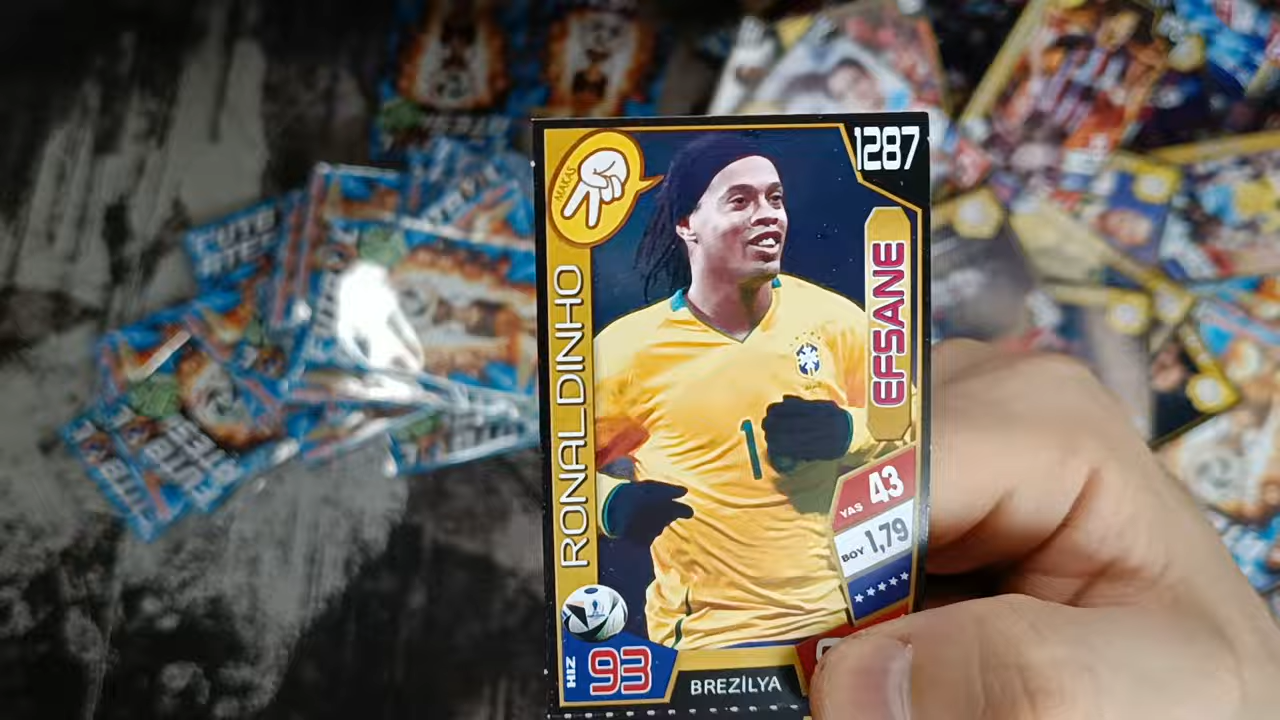 MAKAS
1287
RONALDINHO
EFSANE
1
YAŞ 43
BOY 1,79
HIZ 93
BREZİLYA